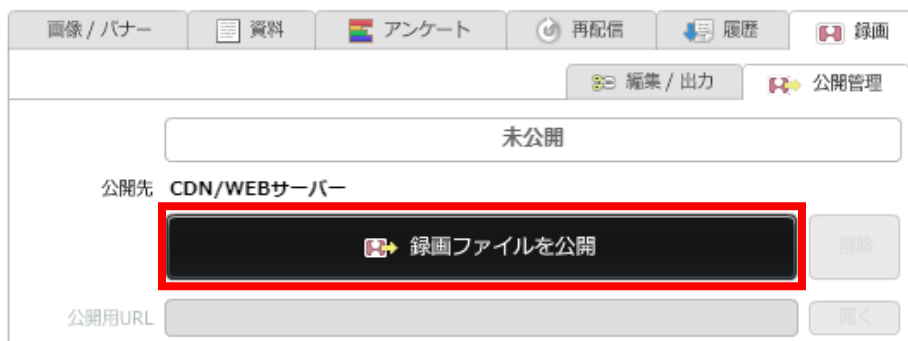 画像 / バナー 資料 アンケート 再配信 履歴 録画
編集 / 出力 公開管理
未公開
公開先 CDN/WEBサーバー
録画ファイルを公開 削除
公開用URL 開く